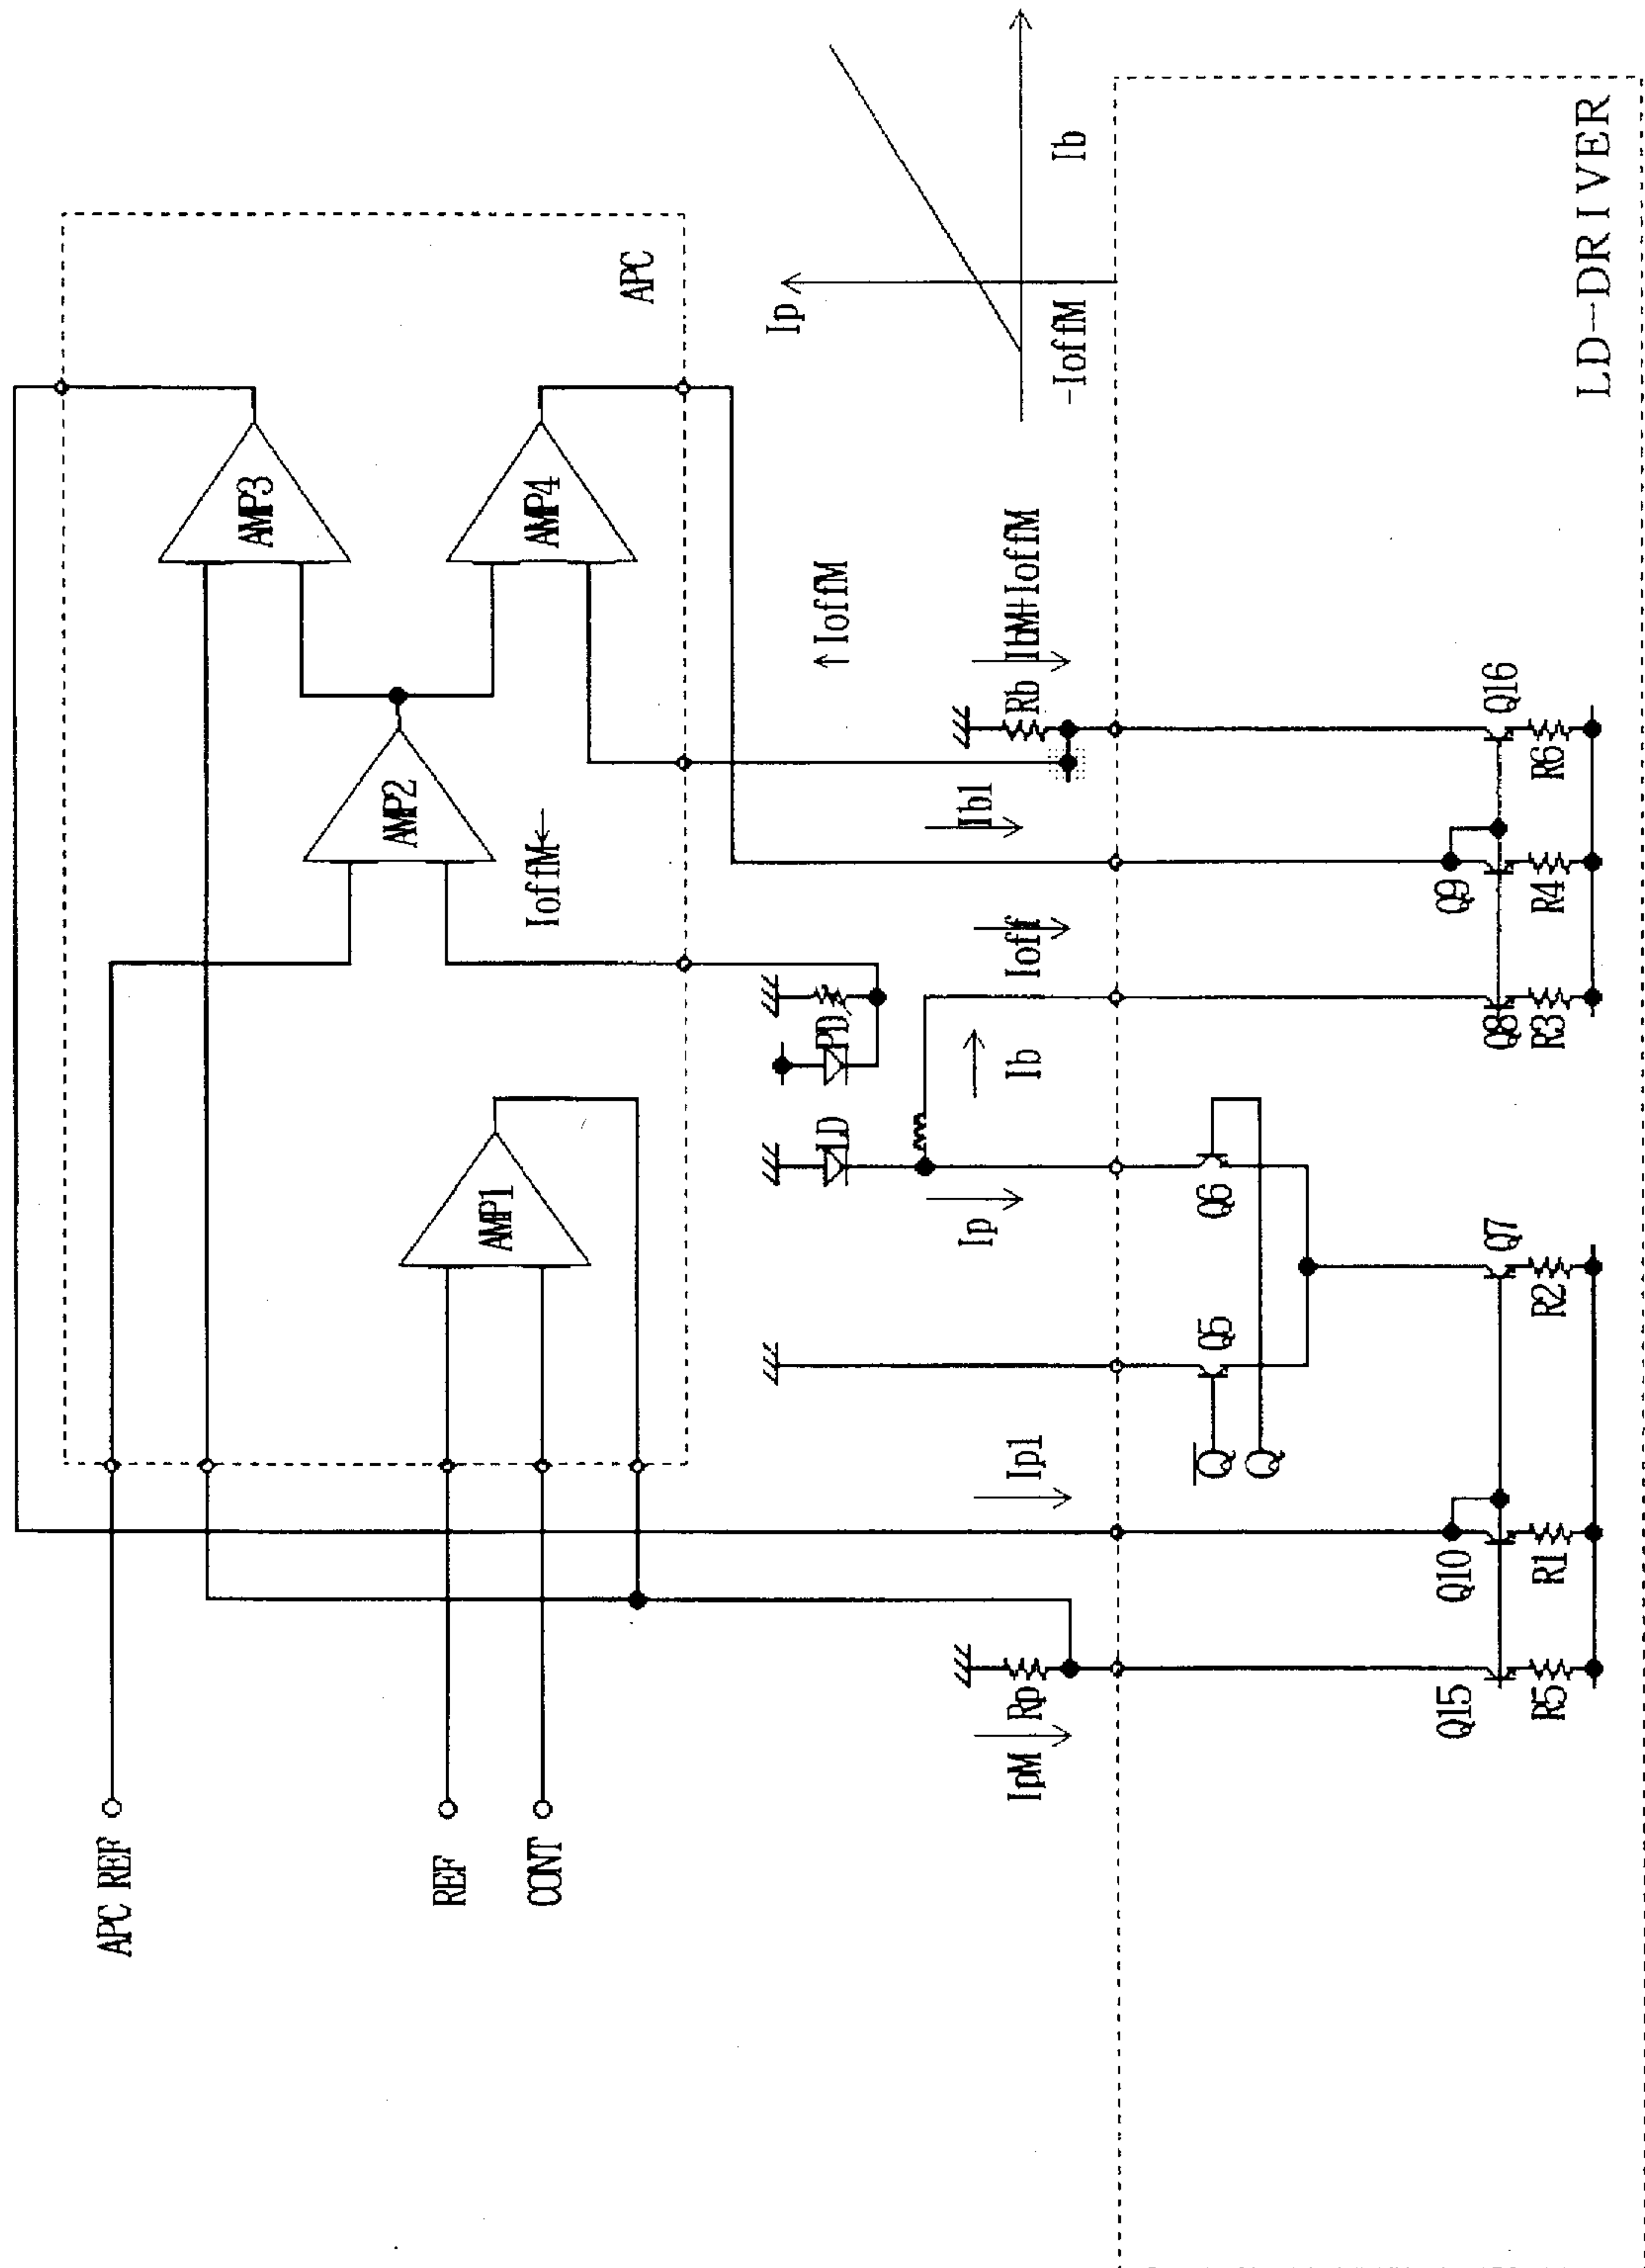 APC REF
REF
CONT
AMP1
AMP2
AMP3
AMP4
APC
IoffM
IoffM
IpM
Rp
Ip1
Ip
LD
PD
Ib
Ioff
Ib1
Rb
IbM+IoffM
Ip
Ib
-IoffM
Q
Q
Q5
Q6
Q15
Q10
Q7
Q8
Q9
Q16
R5
R1
R2
R3
R4
R6
LD-DRIVER